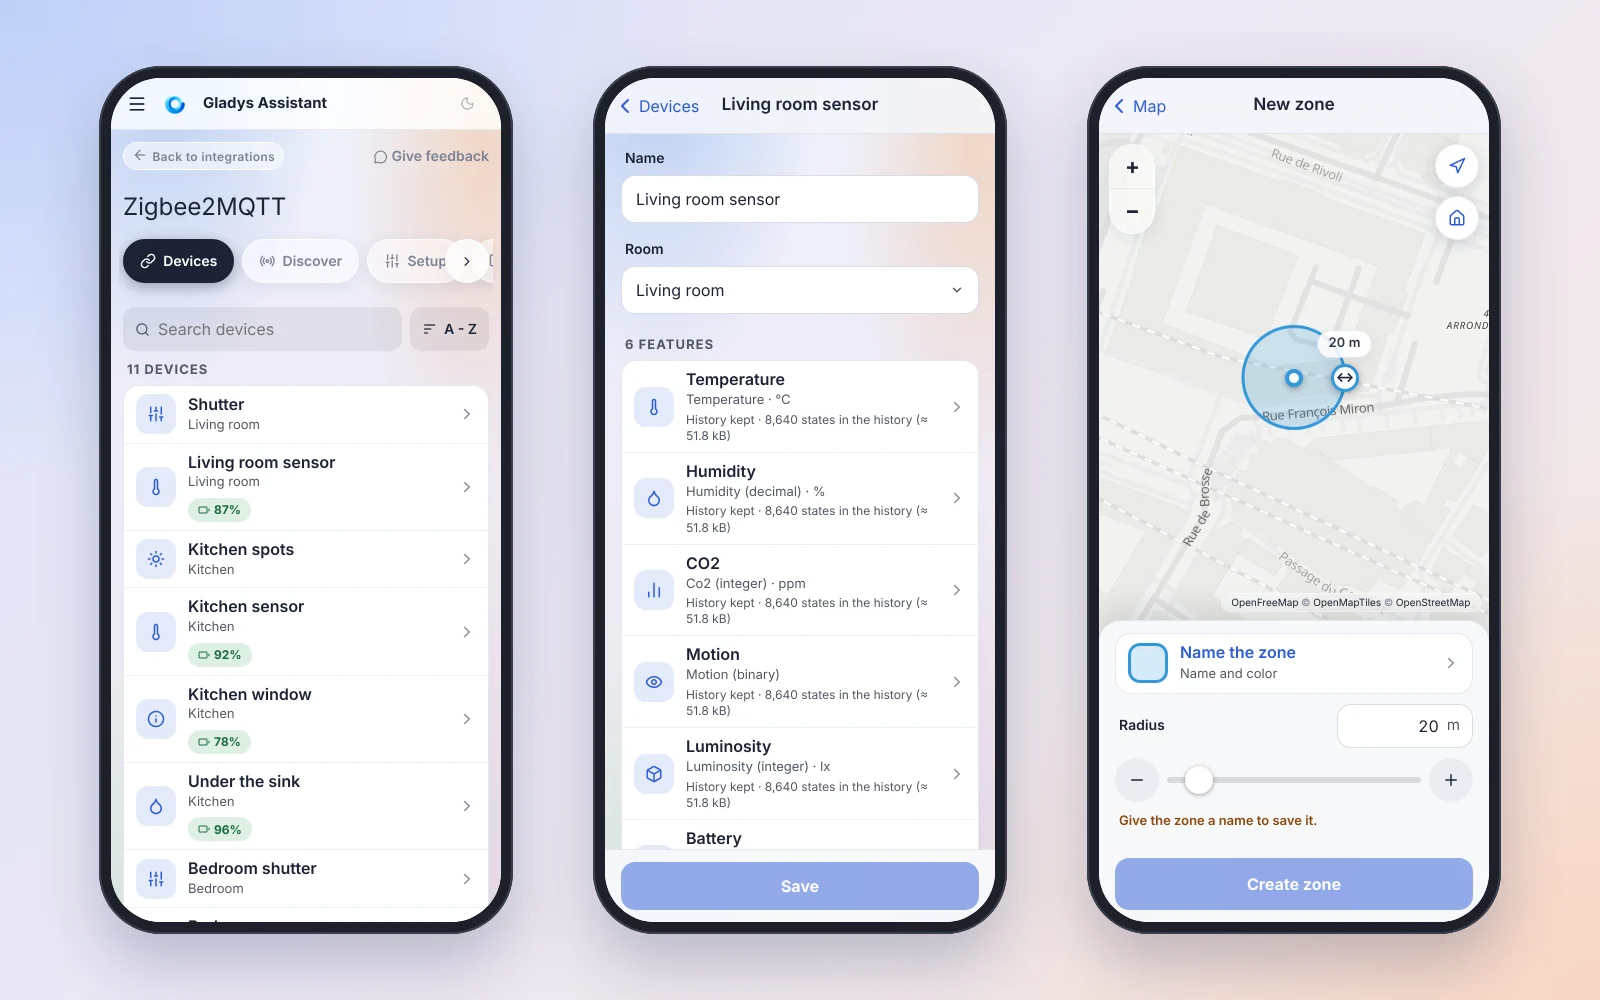 Gladys Assistant
Back to integrations
Give feedback
Zigbee2MQTT
Devices
Discover
Setup
Search devices
A - Z
11 DEVICES
Shutter
Living room
Living room sensor
Living room
87%
Kitchen spots
Kitchen
Kitchen sensor
Kitchen
92%
Kitchen window
Kitchen
78%
Under the sink
Kitchen
96%
Bedroom shutter
Bedroom
Devices
Living room sensor
Name
Living room sensor
Room
Living room
6 FEATURES
Temperature
Temperature · °C
History kept · 8,640 states in the history (≈
51.8 kB)
Humidity
Humidity (decimal) · %
History kept · 8,640 states in the history (≈
51.8 kB)
CO2
Co2 (integer) · ppm
History kept · 8,640 states in the history (≈
51.8 kB)
Motion
Motion (binary)
History kept · 8,640 states in the history (≈
51.8 kB)
Luminosity
Luminosity (integer) · lx
History kept · 8,640 states in the history (≈
51.8 kB)
Battery
Save
Map
New zone
Rue de Rivoli
ARROND
20 m
Rue François Miron
Rue de Brosse
Passage du
OpenFreeMap © OpenMapTiles © OpenStreetMap
Name the zone
Name and color
Radius
20 m
Give the zone a name to save it.
Create zone